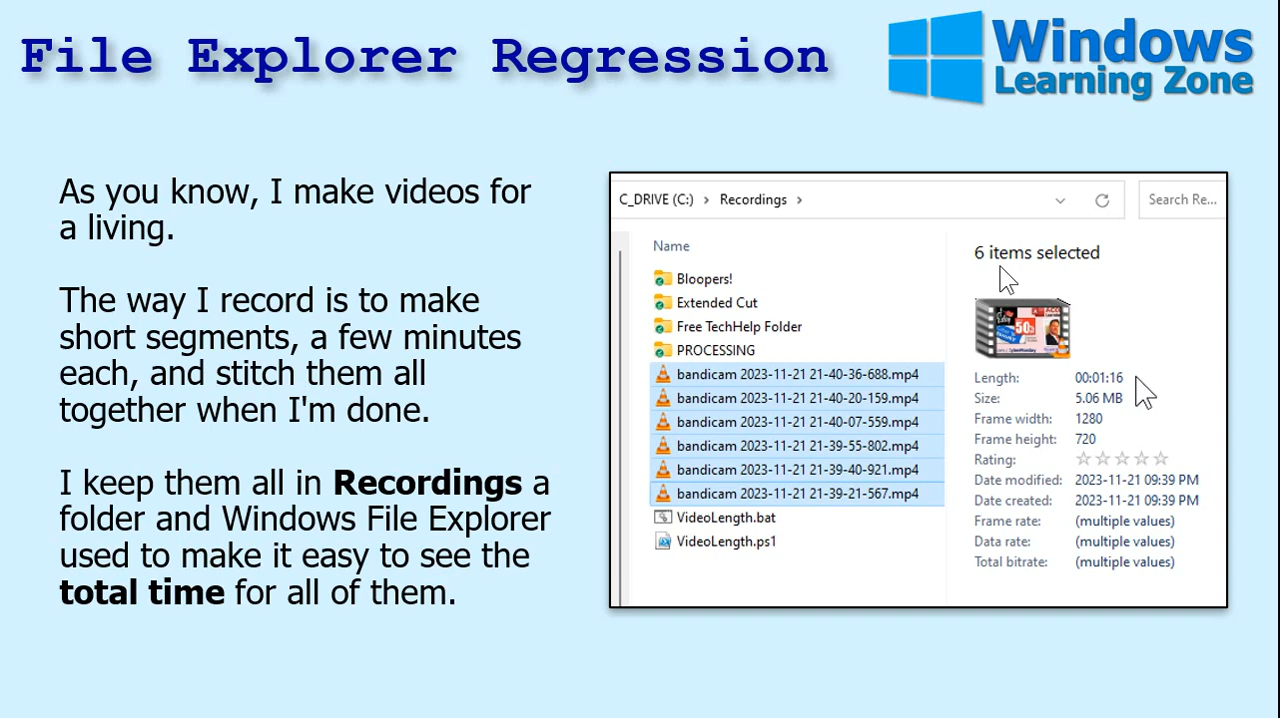 File Explorer Regression
Windows
Learning Zone
As you know, I make videos for
a living.
The way I record is to make
short segments, a few minutes
each, and stitch them all
together when I'm done.
I keep them all in Recordings a
folder and Windows File Explorer
used to make it easy to see the
total time for all of them.
C_DRIVE (C:) > Recordings >
Search Re...
Name
Bloopers!
Extended Cut
Free TechHelp Folder
PROCESSING
bandicam 2023-11-21 21-40-36-688.mp4
bandicam 2023-11-21 21-40-20-159.mp4
bandicam 2023-11-21 21-40-07-559.mp4
bandicam 2023-11-21 21-39-55-802.mp4
bandicam 2023-11-21 21-39-40-921.mp4
bandicam 2023-11-21 21-39-21-567.mp4
VideoLength.bat
VideoLength.ps1
6 items selected
Length: 00:01:16
Size: 5.06 MB
Frame width: 1280
Frame height: 720
Rating:
Date modified: 2023-11-21 09:39 PM
Date created: 2023-11-21 09:39 PM
Frame rate: (multiple values)
Data rate: (multiple values)
Total bitrate: (multiple values)